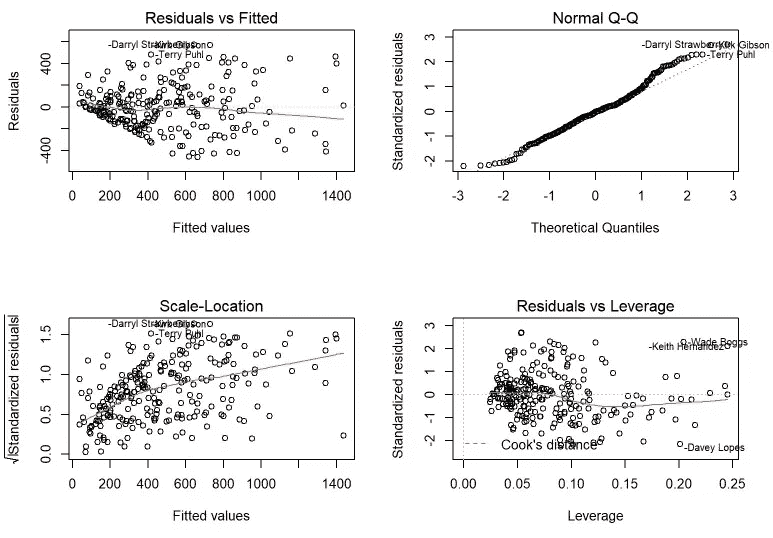 Residuals vs Fitted
-Darryl Strawberry
-Kirk Gibson
-Terry Puhl
Residuals
-400
0
400
0 200 400 600 800 1000 1400
Fitted values
Normal Q-Q
-Darryl Strawberry
-Kirk Gibson
-Terry Puhl
Standardized residuals
-2 -1 0 1 2 3
-3 -2 -1 0 1 2 3
Theoretical Quantiles
Scale-Location
-Darryl Strawberry
-Kirk Gibson
-Terry Puhl
√|Standardized residuals|
0.0 0.5 1.0 1.5
0 200 400 600 800 1000 1400
Fitted values
Residuals vs Leverage
-Wade Boggs
-Keith Hernandez
-Davey Lopes
Cook's distance
Standardized residuals
-2 -1 0 1 2 3
0.00 0.05 0.10 0.15 0.20 0.25
Leverage